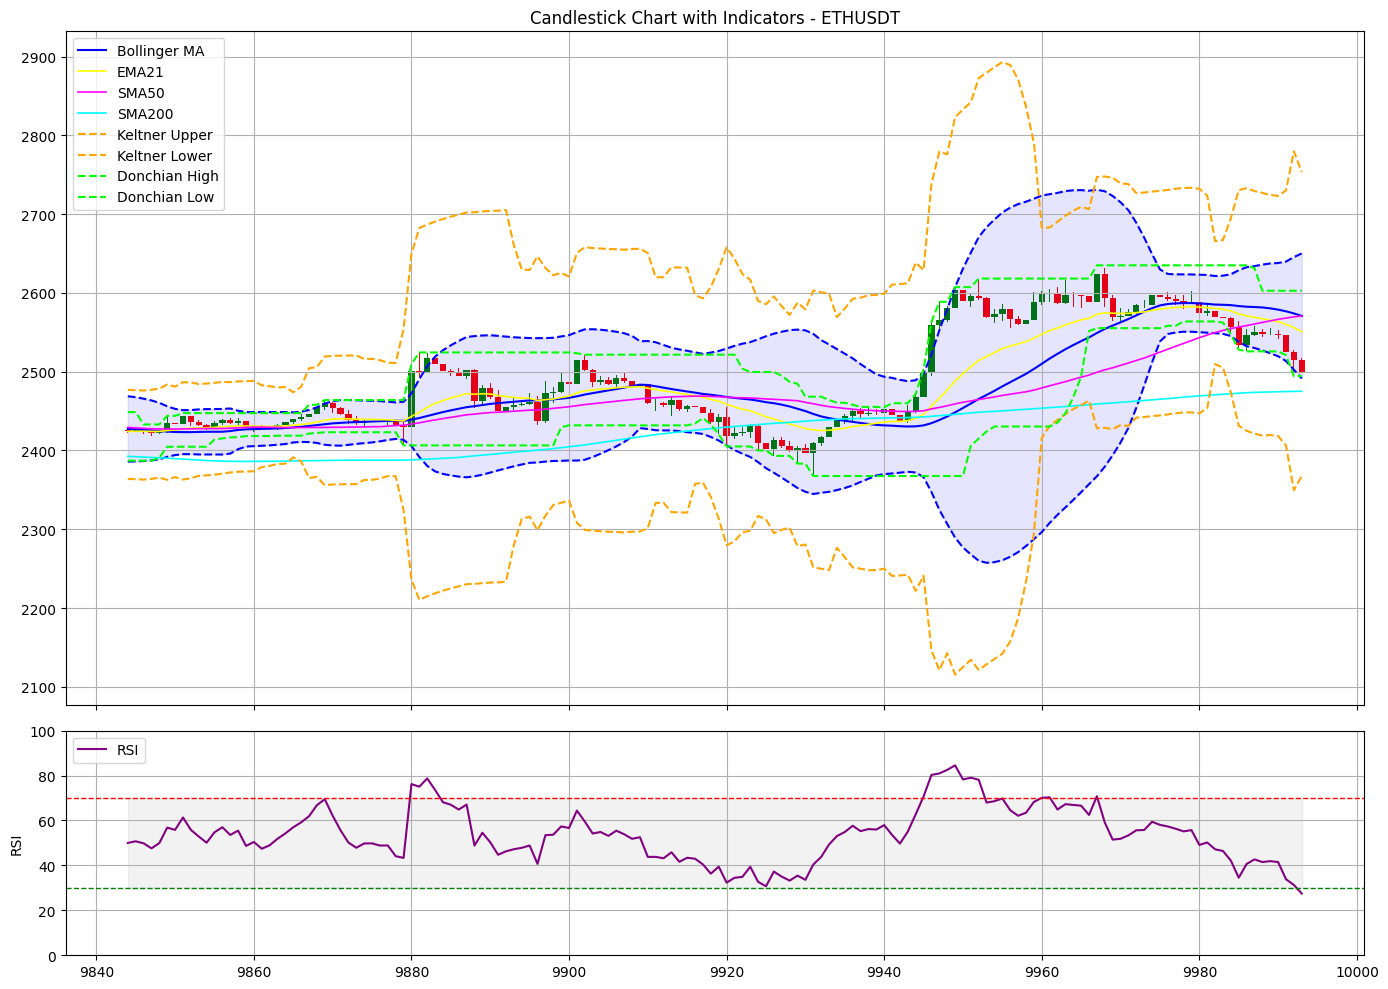 Candlestick Chart with Indicators - ETHUSDT
2900
2800
2700
2600
2500
2400
2300
2200
2100
Bollinger MA
EMA21
SMA50
SMA200
Keltner Upper
Keltner Lower
Donchian High
Donchian Low
100
80
60
40
20
0
RSI
RSI
9840
9860
9880
9900
9920
9940
9960
9980
10000